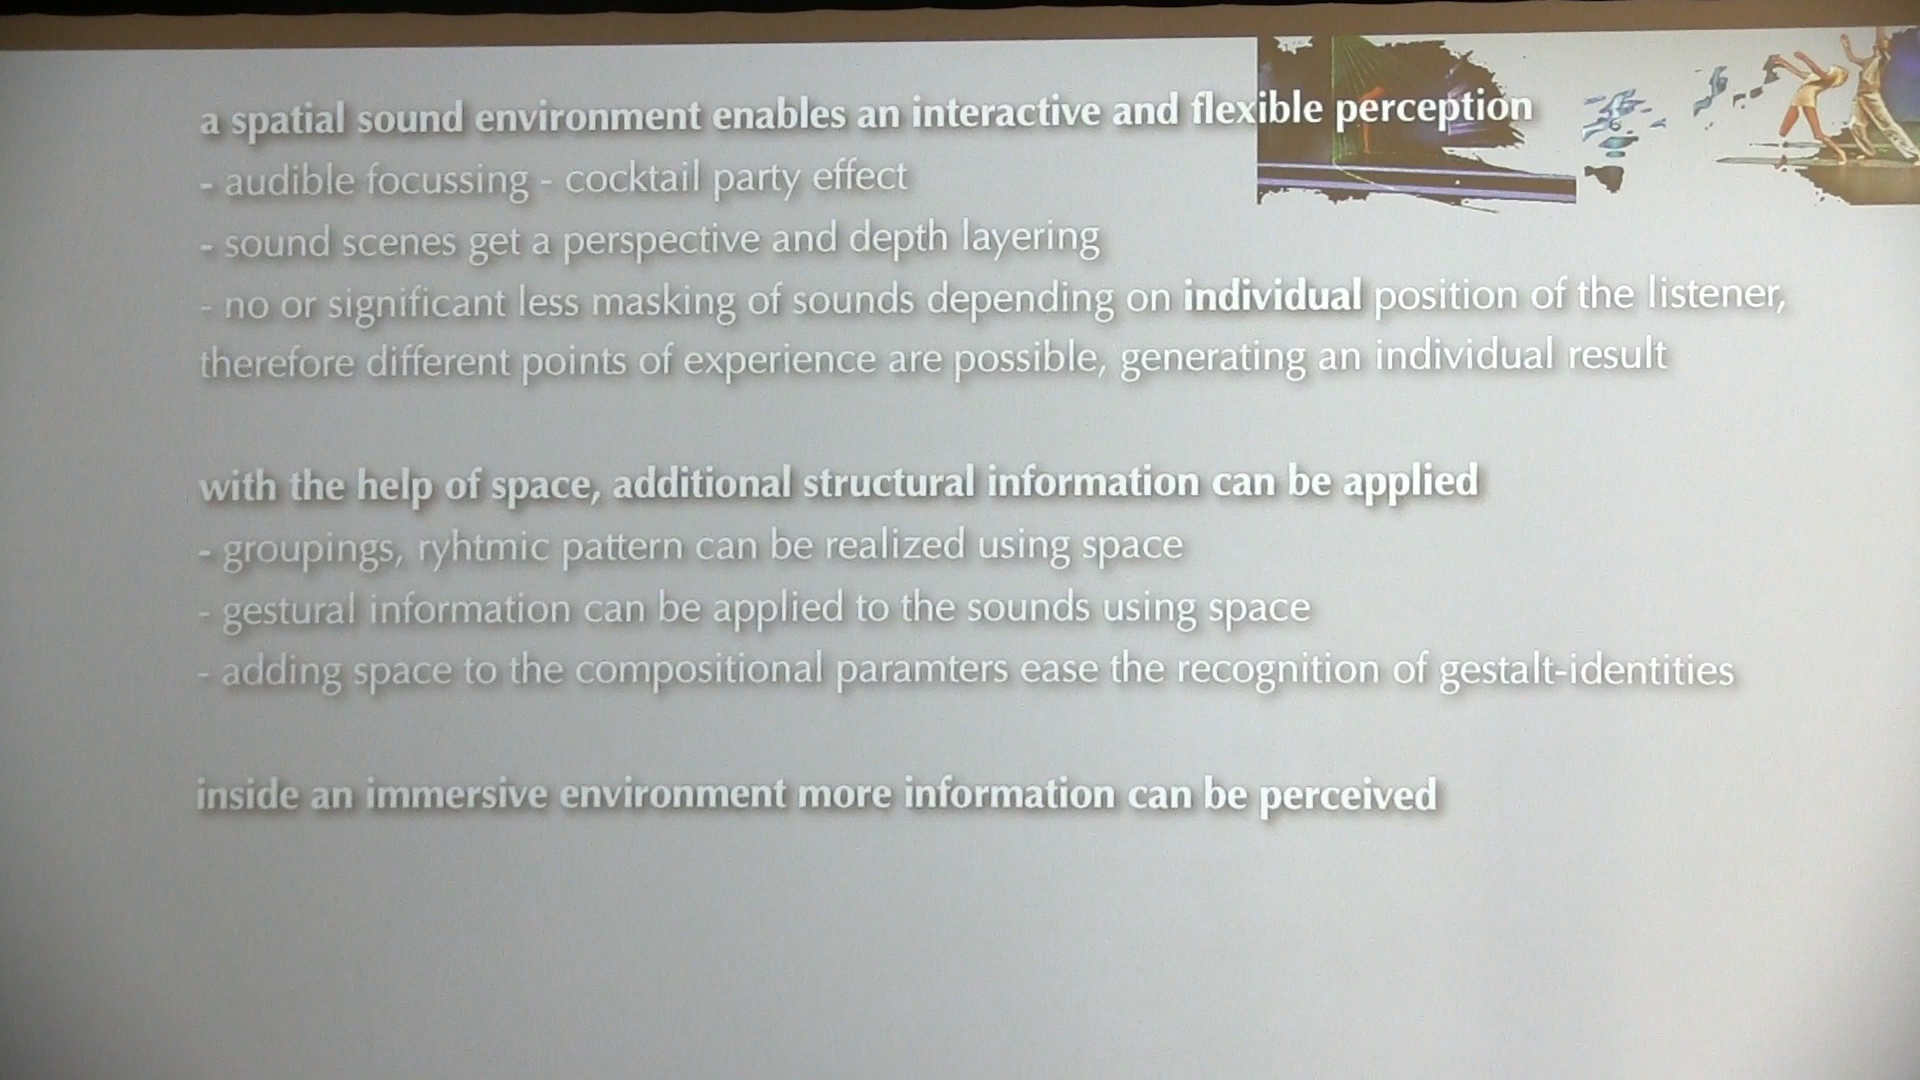 a spatial sound environment enables an interactive and flexible perception
- audible focussing - cocktail party effect
- sound scenes get a perspective and depth layering
- no or significant less masking of sounds depending on individual position of the listener,
therefore different points of experience are possible, generating an individual result
with the help of space, additional structural information can be applied
- groupings, ryhtmic pattern can be realized using space
- gestural information can be applied to the sounds using space
- adding space to the compositional paramters ease the recognition of gestalt-identities
inside an immersive environment more information can be perceived